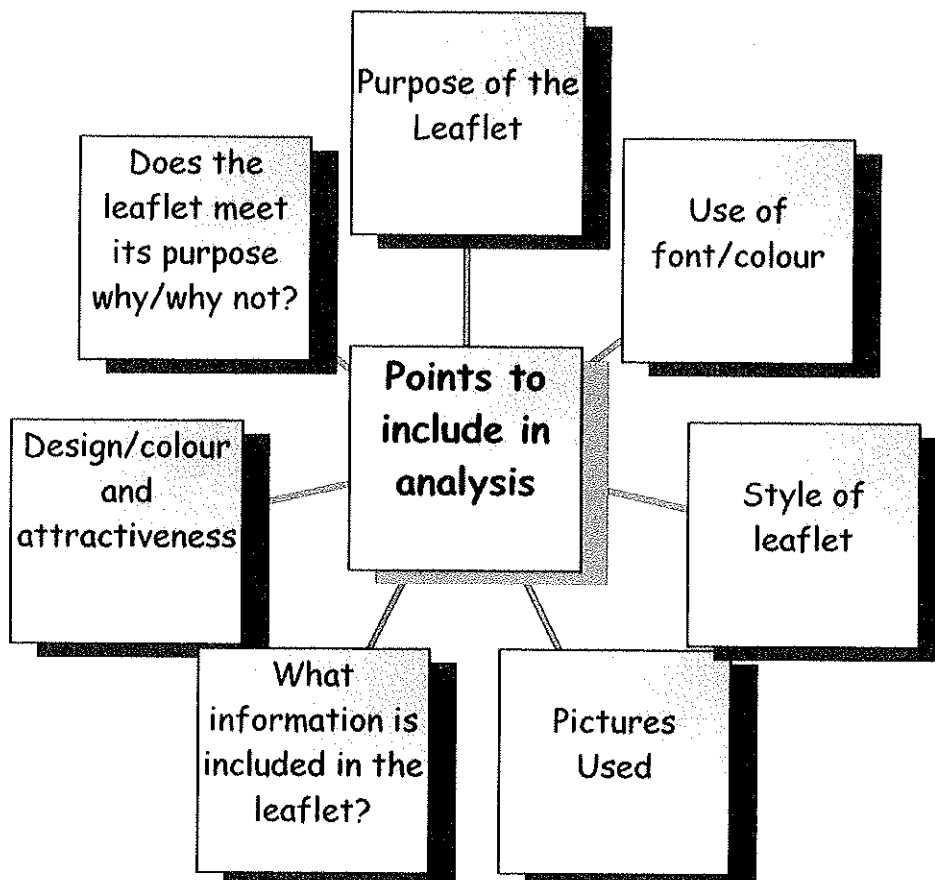 Purpose of the
Leaflet
Does the
leaflet meet
its purpose
why/why not?
Use of
font/colour
Points to
include in
analysis
Design/colour
and
attractiveness
Style of
leaflet
What
information is
included in the
leaflet?
Pictures
Used